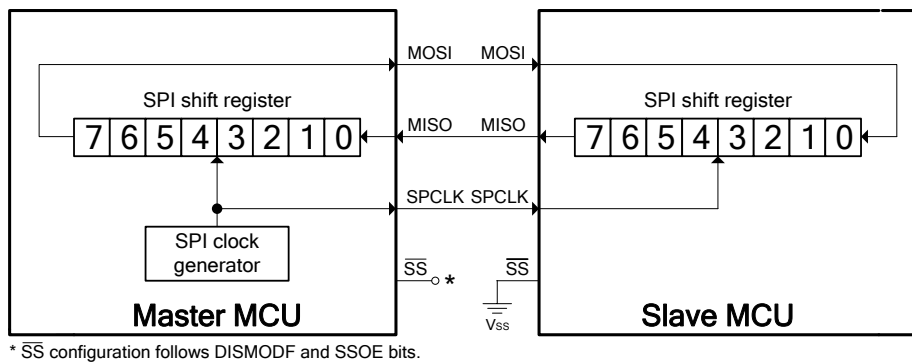 MOSI MOSI
SPI shift register SPI shift register
7 6 5 4 3 2 1 0 MISO MISO 7 6 5 4 3 2 1 0
SPCLK SPCLK
SPI clock
generator
SS * SS
Vss
Master MCU Slave MCU
* SS configuration follows DISMODF and SSOE bits.